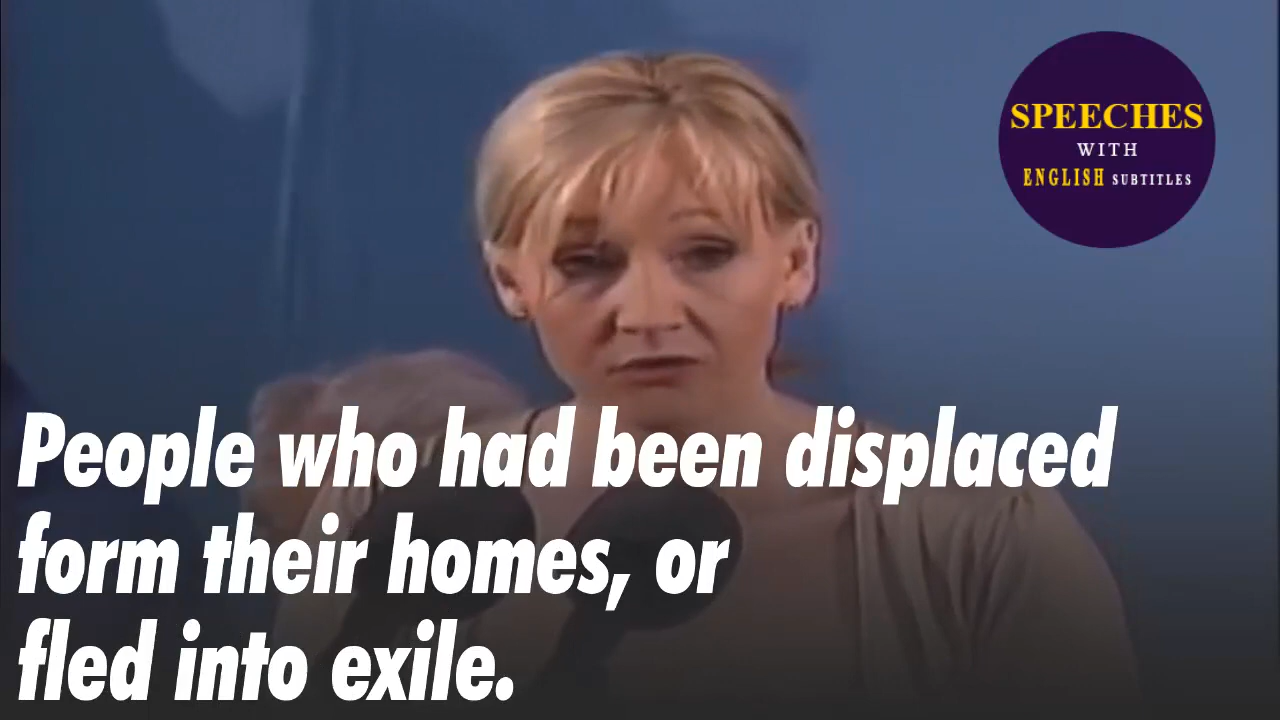 SPEECHES
WITH
ENGLISH SUBTITLES
People who had been displaced
form their homes, or
fled into exile.